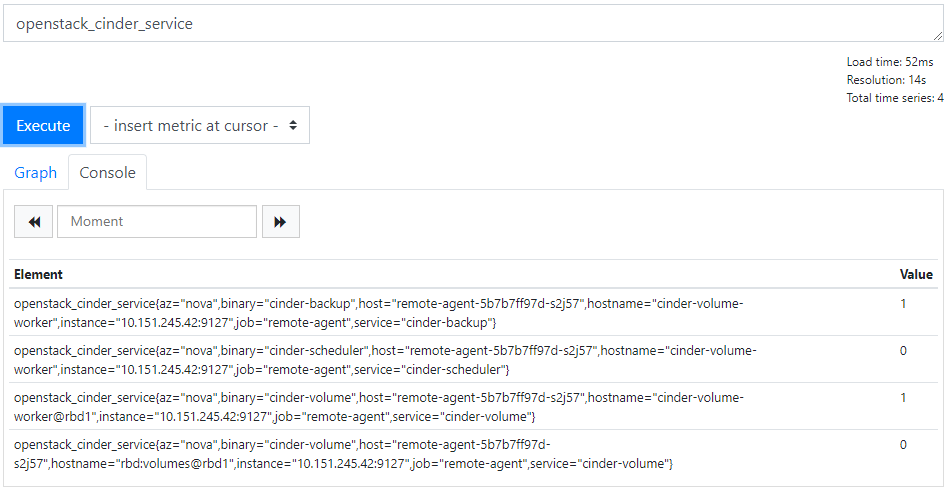 openstack_cinder_service
Load time: 52ms
Resolution: 14s
Total time series: 4
Execute
- insert metric at cursor -
Graph
Console
Moment
Element Value
openstack_cinder_service{az="nova",binary="cinder-backup",host="remote-agent-5b7b7ff97d-s2j57",hostname="cinder-volume- 1
worker",instance="10.151.245.42:9127",job="remote-agent",service="cinder-backup"}
openstack_cinder_service{az="nova",binary="cinder-scheduler",host="remote-agent-5b7b7ff97d-s2j57",hostname="cinder-volume- 0
worker",instance="10.151.245.42:9127",job="remote-agent",service="cinder-scheduler"}
openstack_cinder_service{az="nova",binary="cinder-volume",host="remote-agent-5b7b7ff97d-s2j57",hostname="cinder-volume- 1
worker@rbd1",instance="10.151.245.42:9127",job="remote-agent",service="cinder-volume"}
openstack_cinder_service{az="nova",binary="cinder-volume",host="remote-agent-5b7b7ff97d- 0
s2j57",hostname="rbd:volumes@rbd1",instance="10.151.245.42:9127",job="remote-agent",service="cinder-volume"}